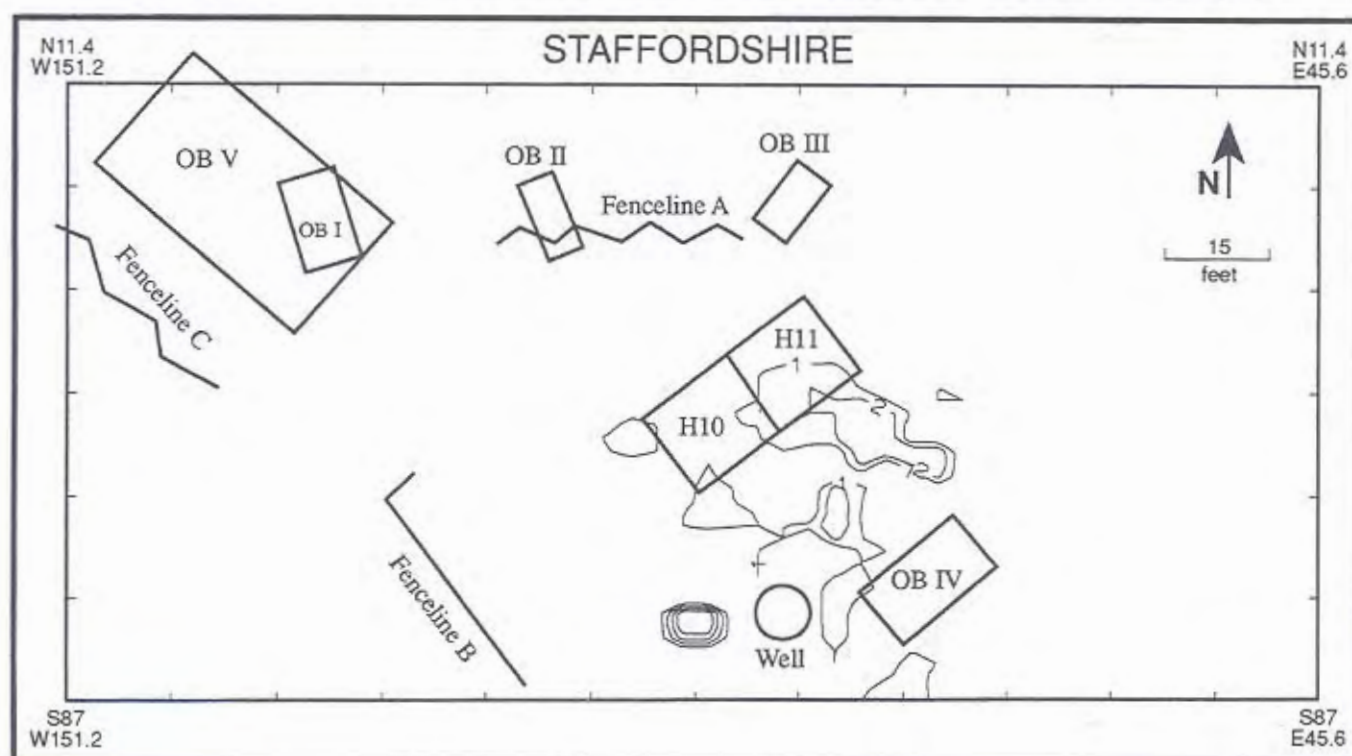 STAFFORDSHIRE
N11.4
W151.2
N11.4
E45.6
OB V
OB I
OB II
OB III
Fenceline A
N
15
feet
Fenceline C
H11
1
2
H10
2
1
OB IV
Fenceline B
Well
S87
W151.2
S87
E45.6